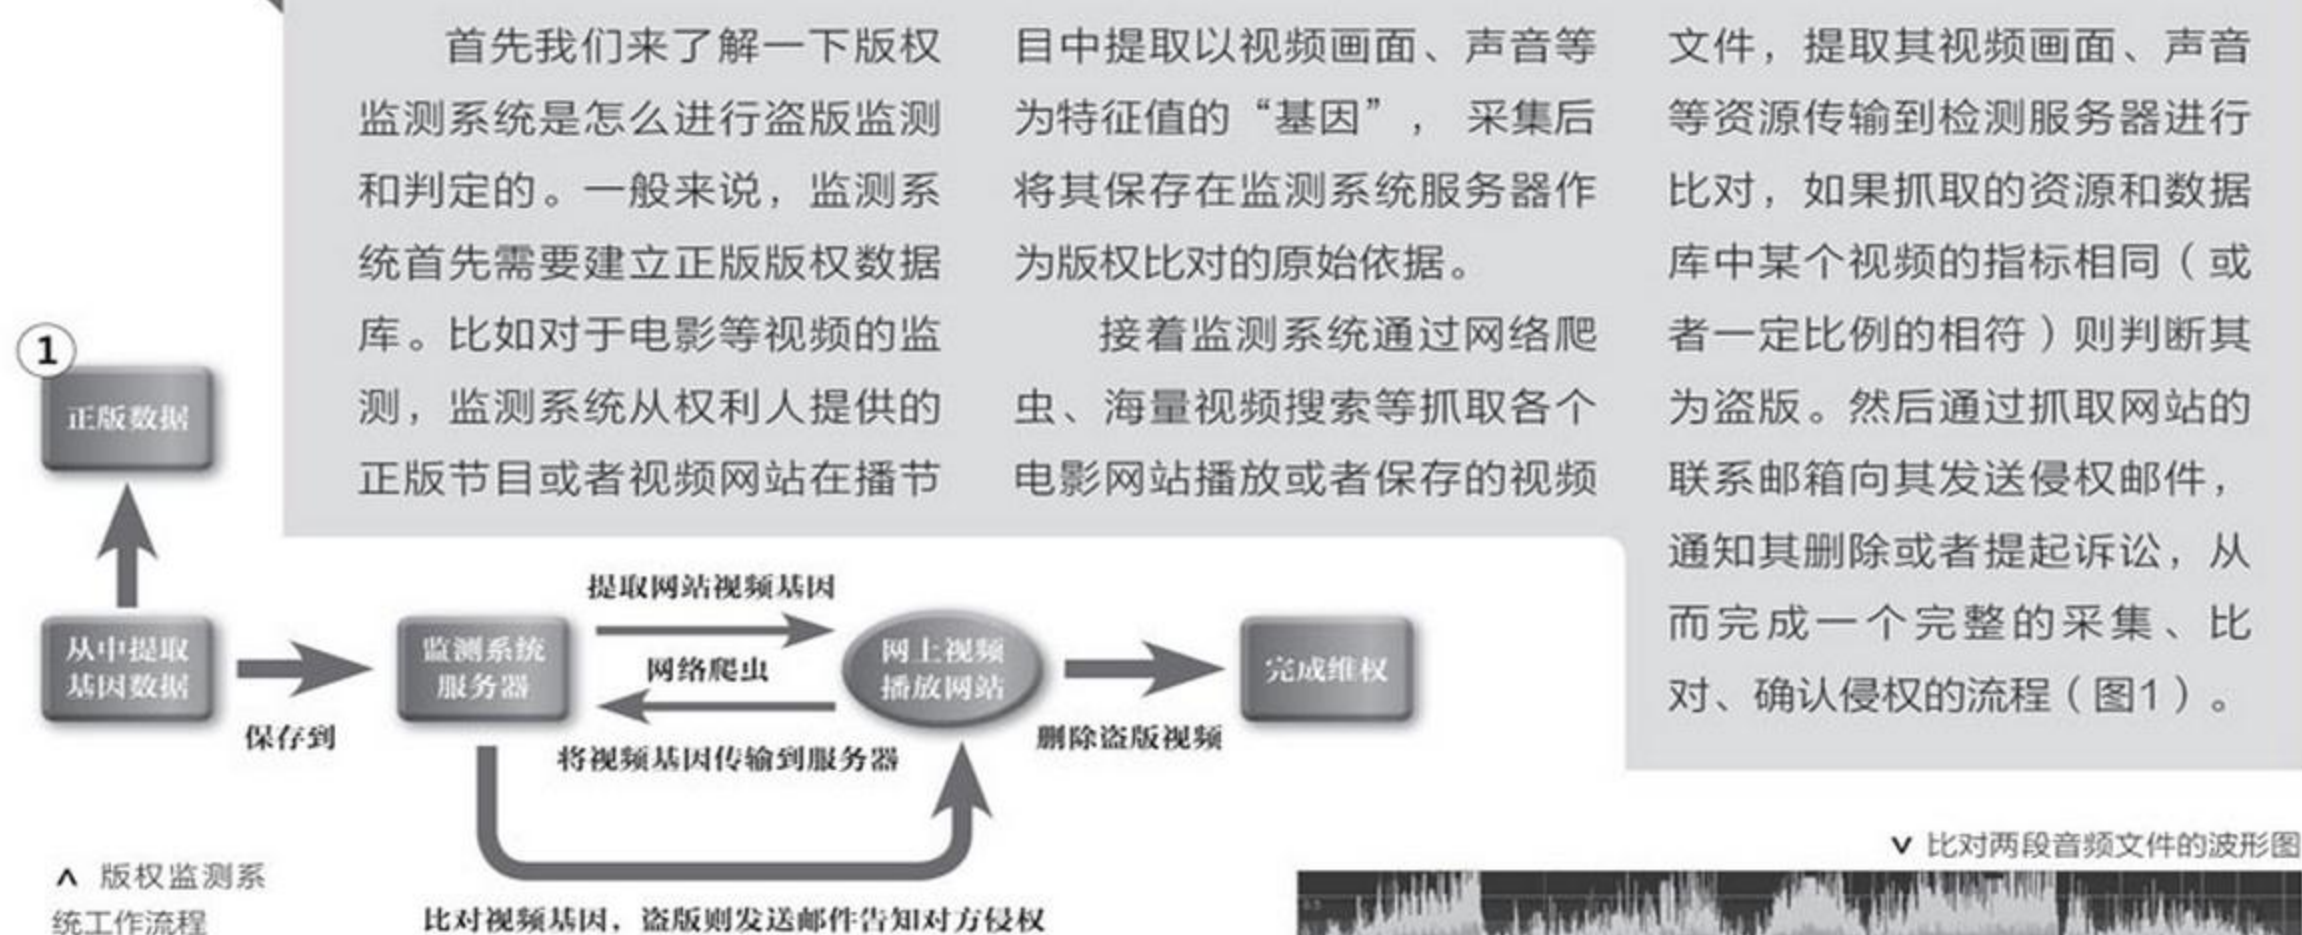 首先我们来了解一下版权
监测系统是怎么进行盗版监测
和判定的。一般来说，监测系
统首先需要建立正版版权数据
库。比如对于电影等视频的监
测，监测系统从权利人提供的
正版节目或者视频网站在播节
目中提取以视频画面、声音等
为特征值的“基因”，采集后
将其保存在监测系统服务器作
为版权比对的原始依据。
接着监测系统通过网络爬
虫、海量视频搜索等抓取各个
电影网站播放或者保存的视频
文件，提取其视频画面、声音
等资源传输到检测服务器进行
比对，如果抓取的资源和数据
库中某个视频的指标相同（或
者一定比例的相符）则判断其
为盗版。然后通过抓取网站的
联系邮箱向其发送侵权邮件，
通知其删除或者提起诉讼，从
而完成一个完整的采集、比
对、确认侵权的流程（图1）。
1
正版数据
从中提取
基因数据
保存到
监测系统
服务器
提取网站视频基因
网络爬虫
将视频基因传输到服务器
网上视频
播放网站
删除盗版视频
完成维权
比对视频基因，盗版则发送邮件告知对方侵权
∧ 版权监测系
统工作流程
∨ 比对两段音频文件的波形图